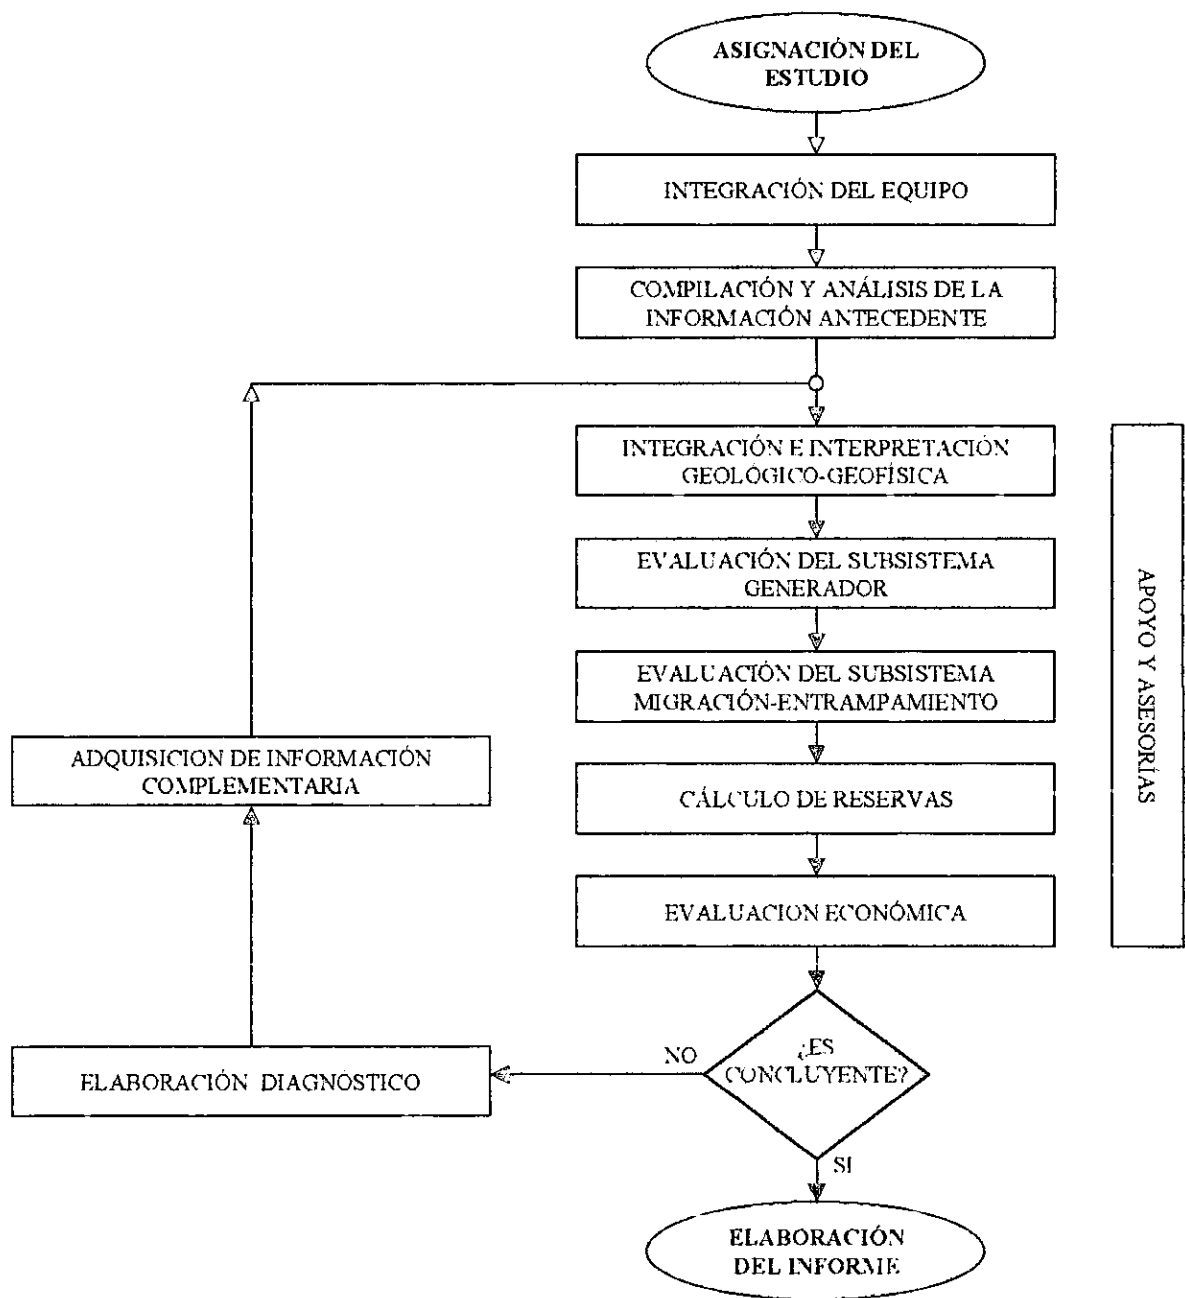 ASIGNACIÓN DEL
ESTUDIO
INTEGRACIÓN DEL EQUIPO
COMPILACIÓN Y ANÁLISIS DE LA
INFORMACIÓN ANTECEDENTE
INTEGRACIÓN E INTERPRETACIÓN
GEOLÓGICO-GEOFÍSICA
EVALUACIÓN DEL SUBSISTEMA
GENERADOR
EVALUACIÓN DEL SUBSISTEMA
MIGRACIÓN-ENTRAMPAMIENTO
CÁLCULO DE RESERVAS
EVALUACION ECONÓMICA
APOYO Y ASESORÍAS
¿ES
CONCLUYENTE?
NO
ELABORACIÓN DIAGNÓSTICO
ADQUISICION DE INFORMACIÓN
COMPLEMENTARIA
SI
ELABORACIÓN
DEL INFORME